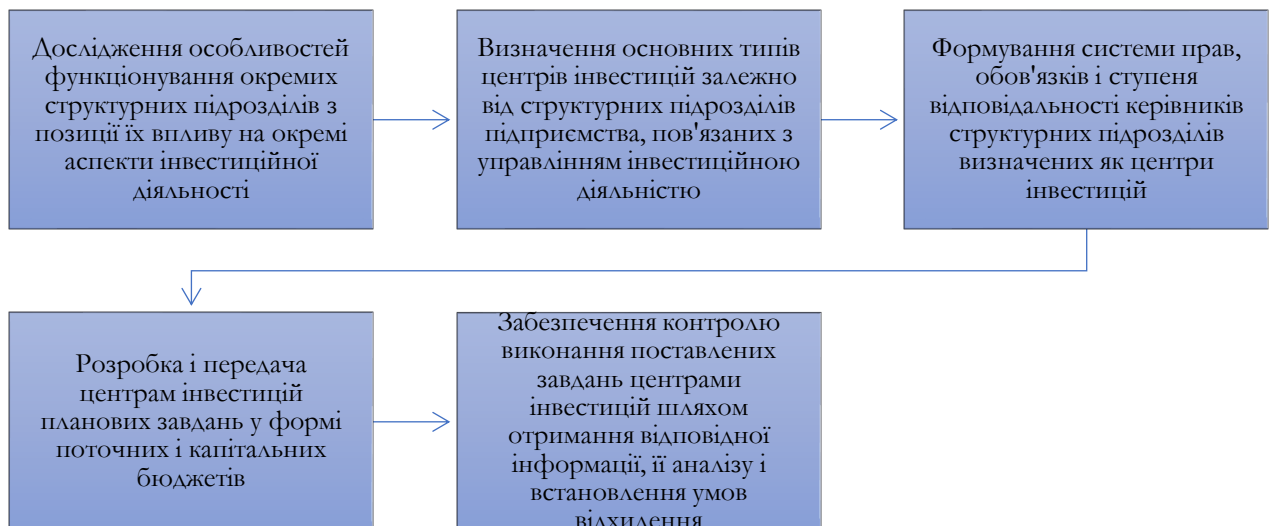 Дослідження особливостей
функціонування окремих
структурних підрозділів з
позиції їх впливу на окремі
аспекти інвестиційної
діяльності
Визначення основних типів
центрів інвестицій залежно
від структурних підрозділів
підприємства, пов'язаних з
управлінням інвестиційною
діяльністю
Формування системи прав,
обов'язків і ступеня
відповідальності керівників
структурних підрозділів
визначених як центри
інвестицій
Розробка і передача
центрам інвестицій
планових завдань у формі
поточних і капітальних
бюджетів
Забезпечення контролю
виконання поставлених
завдань центрами
інвестицій шляхом
отримання відповідної
інформації, її аналізу і
встановлення умов
відхилення